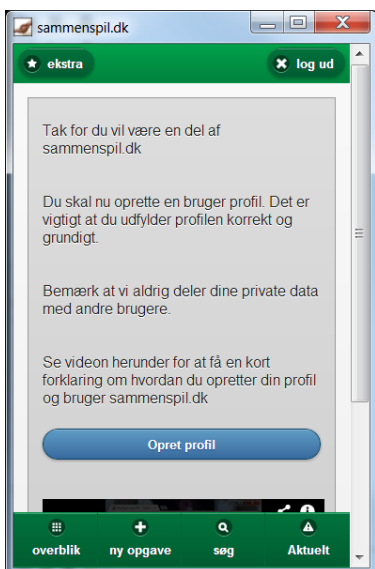 sammenspil.dk
ekstra
log ud
Tak for du vil være en del af
sammenspil.dk
Du skal nu oprette en bruger profil. Det er
vigtigt at du udfylder profilen korrekt og
grundigt.
Bemærk at vi aldrig deler dine private data
med andre brugere.
Se videon herunder for at få en kort
forklaring om hvordan du opretter din profil
og bruger sammenspil.dk
Opret profil
overblik
ny opgave
søg
Aktuelt